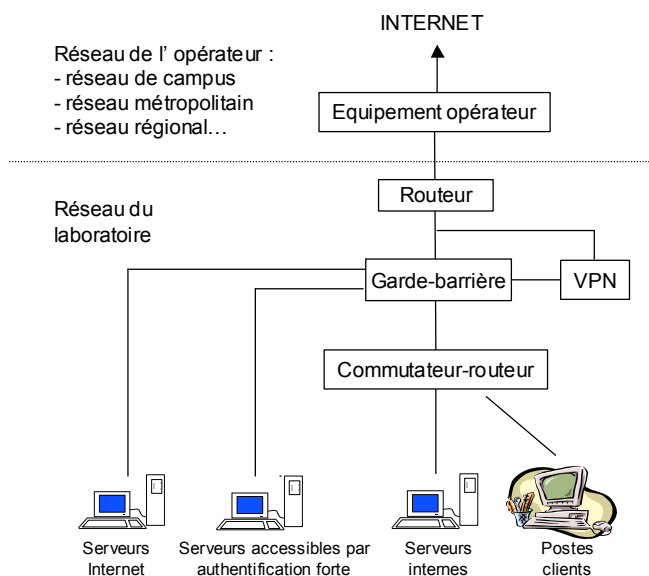 INTERNET
Réseau de l’ opérateur :
- réseau de campus
- réseau métropolitain
- réseau régional...
Equipement opérateur
Routeur
Réseau du
laboratoire
Garde-barrière
VPN
Commutateur-routeur
Serveurs
Internet
Serveurs accessibles par
authentification forte
Serveurs
internes
Postes
clients